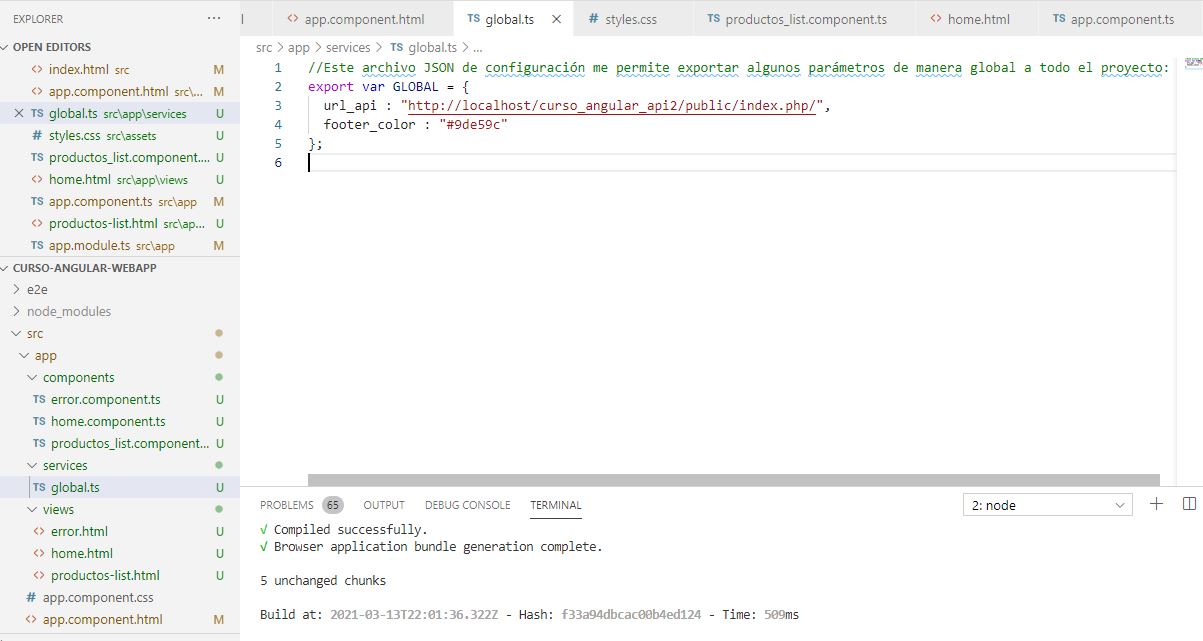 EXPLORER ...
OPEN EDITORS
index.html src M
app.component.html src\... M
global.ts src\app\services U
styles.css src\assets U
productos_list.component.... U
home.html src\app\views U
app.component.ts src\app M
productos-list.html src\ap... U
app.module.ts src\app M
CURSO-ANGULAR-WEBAPP
e2e
node_modules
src
app
components
error.component.ts U
home.component.ts U
productos_list.component... U
services
global.ts U
views
error.html U
home.html U
productos-list.html U
app.component.css
app.component.html M
app.component.html
TS global.ts
# styles.css
TS productos_list.component.ts
home.html
TS app.component.ts
src > app > services > TS global.ts > ...
1 //Este archivo JSON de configuración me permite exportar algunos parámetros de manera global a todo el proyecto:
2 export var GLOBAL = {
3 url_api : "http://localhost/curso_angular_api2/public/index.php/",
4 footer_color : "#9de59c"
5 };
6
PROBLEMS 65 OUTPUT DEBUG CONSOLE TERMINAL 2: node
√ Compiled successfully.
√ Browser application bundle generation complete.
5 unchanged chunks
Build at: 2021-03-13T22:01:36.322Z - Hash: f33a94dbcac00b4ed124 - Time: 509ms